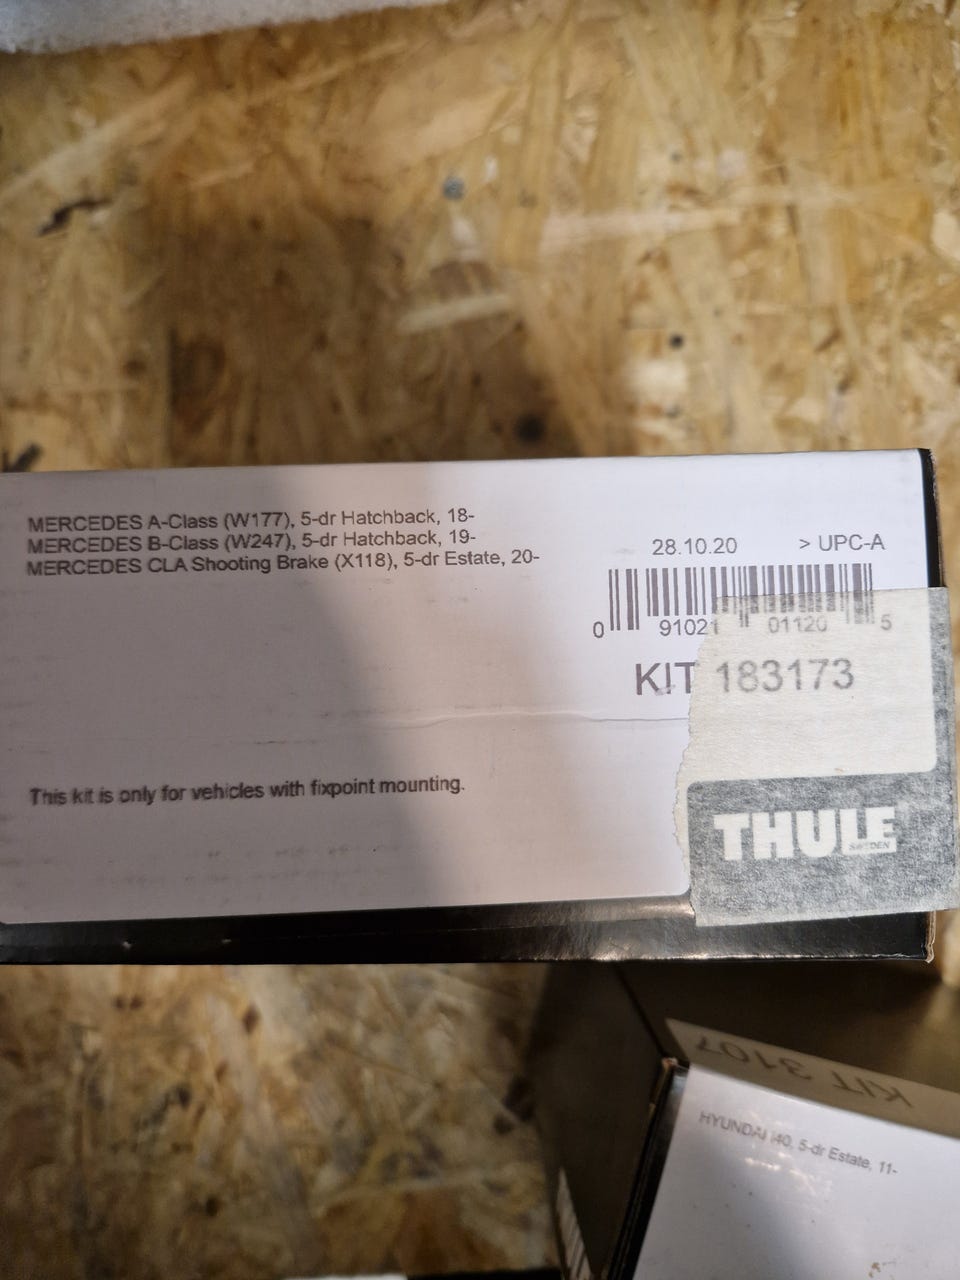 MERCEDES A-Class (W177), 5-dr Hatchback, 18-
MERCEDES B-Class (W247), 5-dr Hatchback, 19-
MERCEDES CLA Shooting Brake (X118), 5-dr Estate, 20-
28.10.20 > UPC-A
0 91021 01120 5
KIT 183173
This kit is only for vehicles with fixpoint mounting.
THULE
SWEDEN
KIT 3107
HYUNDAI i40, 5-dr Estate, 11-